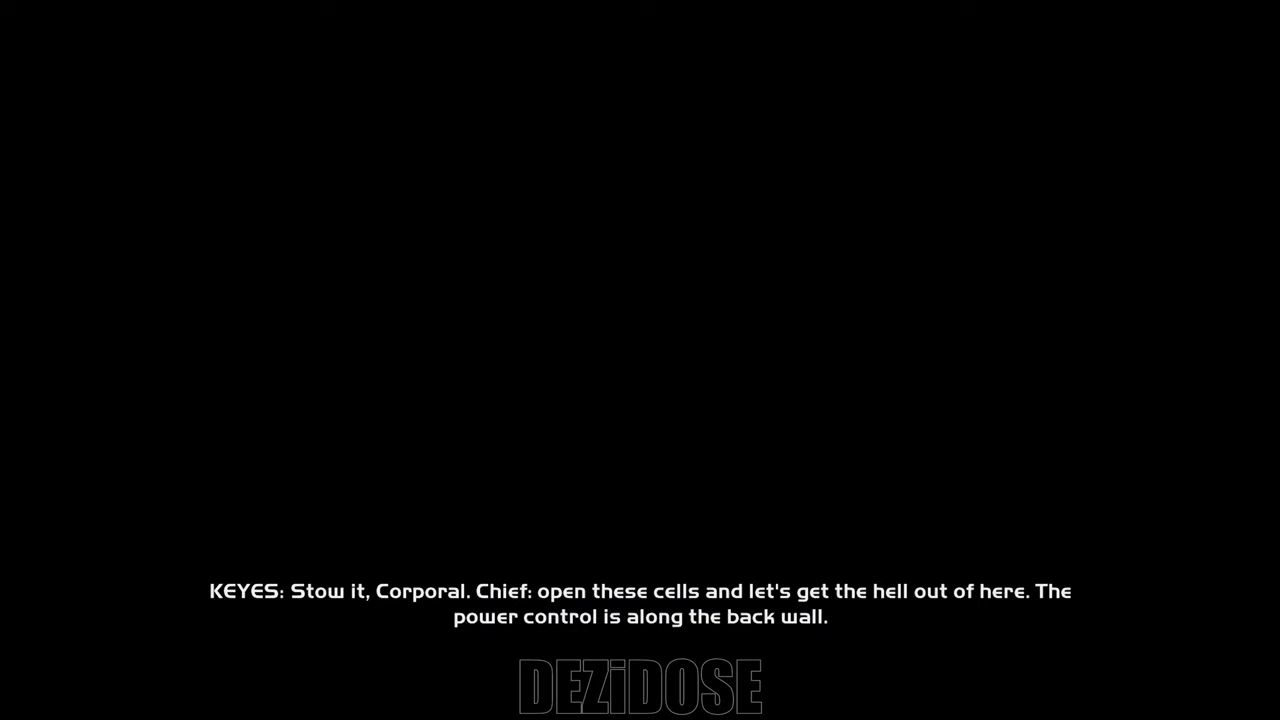 KEYES: Stow it, Corporal. Chief: open these cells and let's get the hell out of here. The
power control is along the back wall.
DEZiDOSE